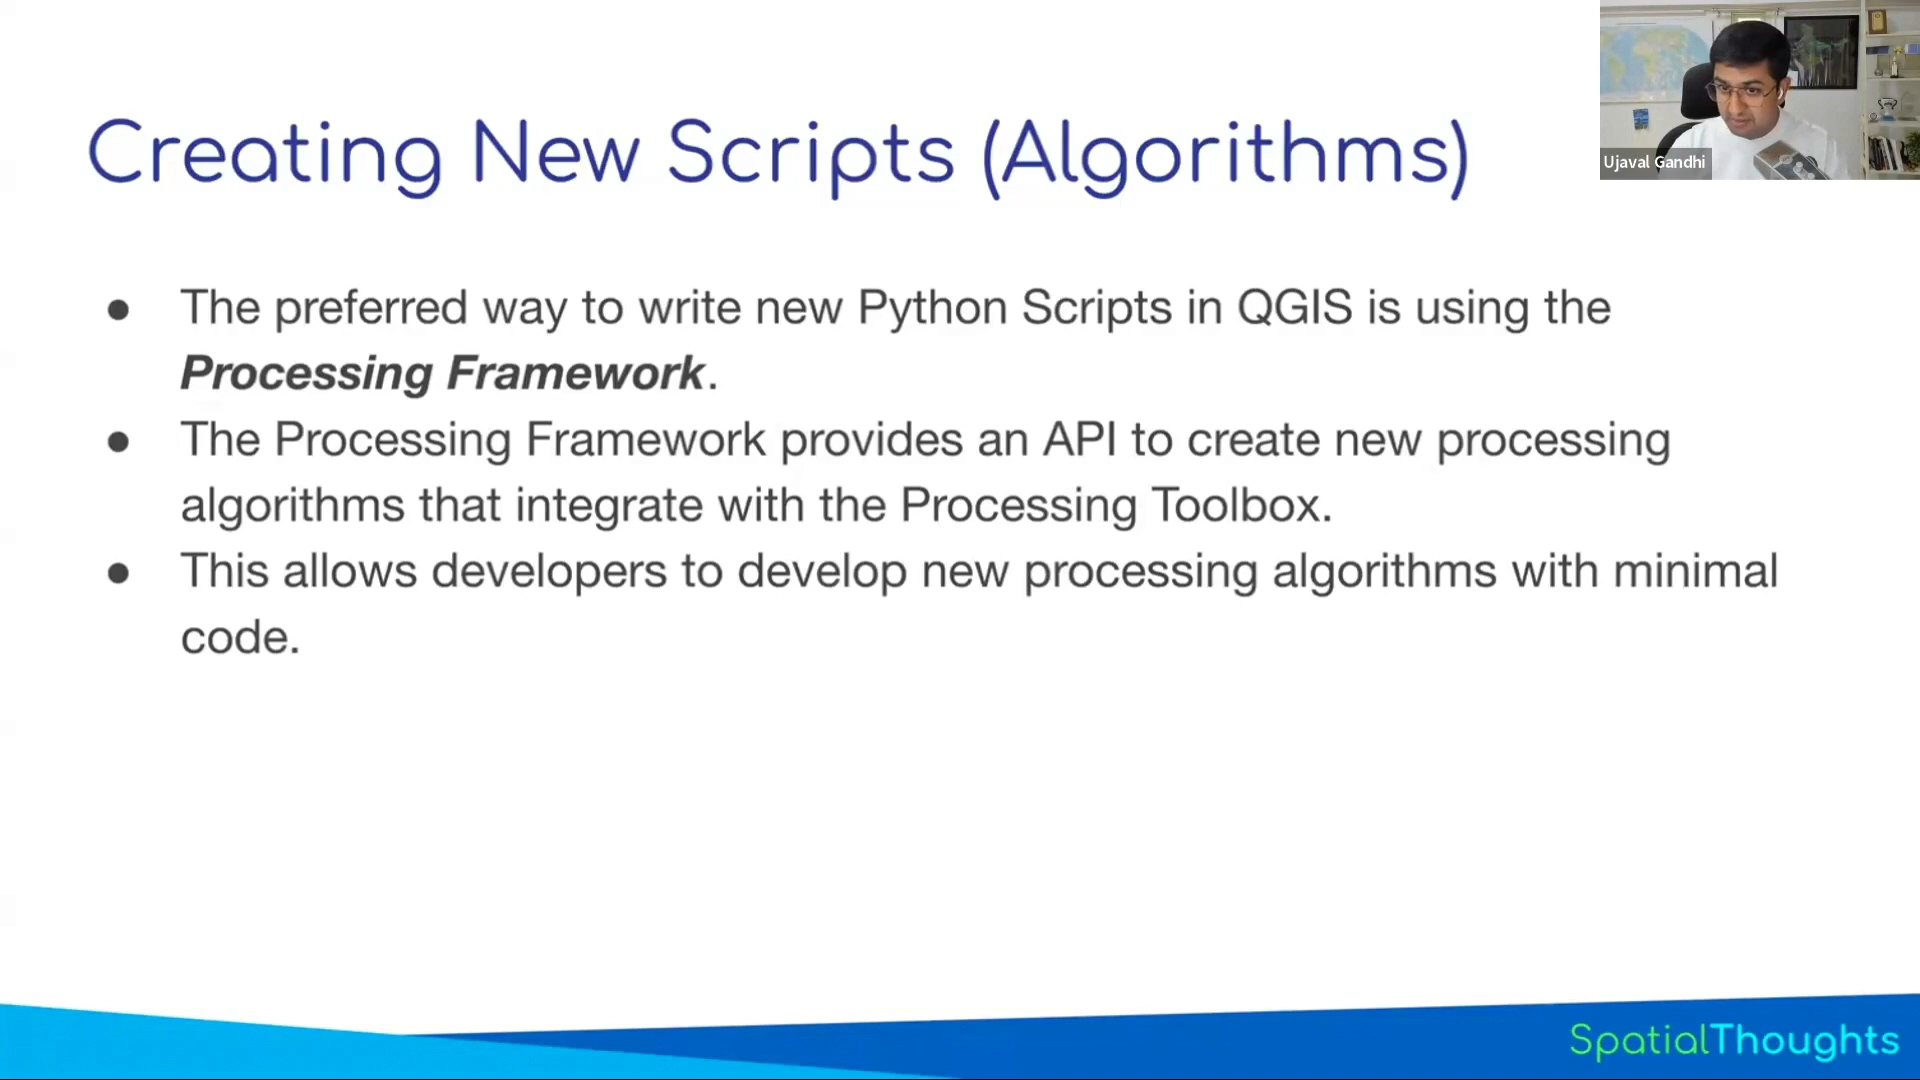 Creating New Scripts (Algorithms)
Ujaval Gandhi
● The preferred way to write new Python Scripts in QGIS is using the
Processing Framework.
● The Processing Framework provides an API to create new processing
algorithms that integrate with the Processing Toolbox.
● This allows developers to develop new processing algorithms with minimal
code.
SpatialThoughts